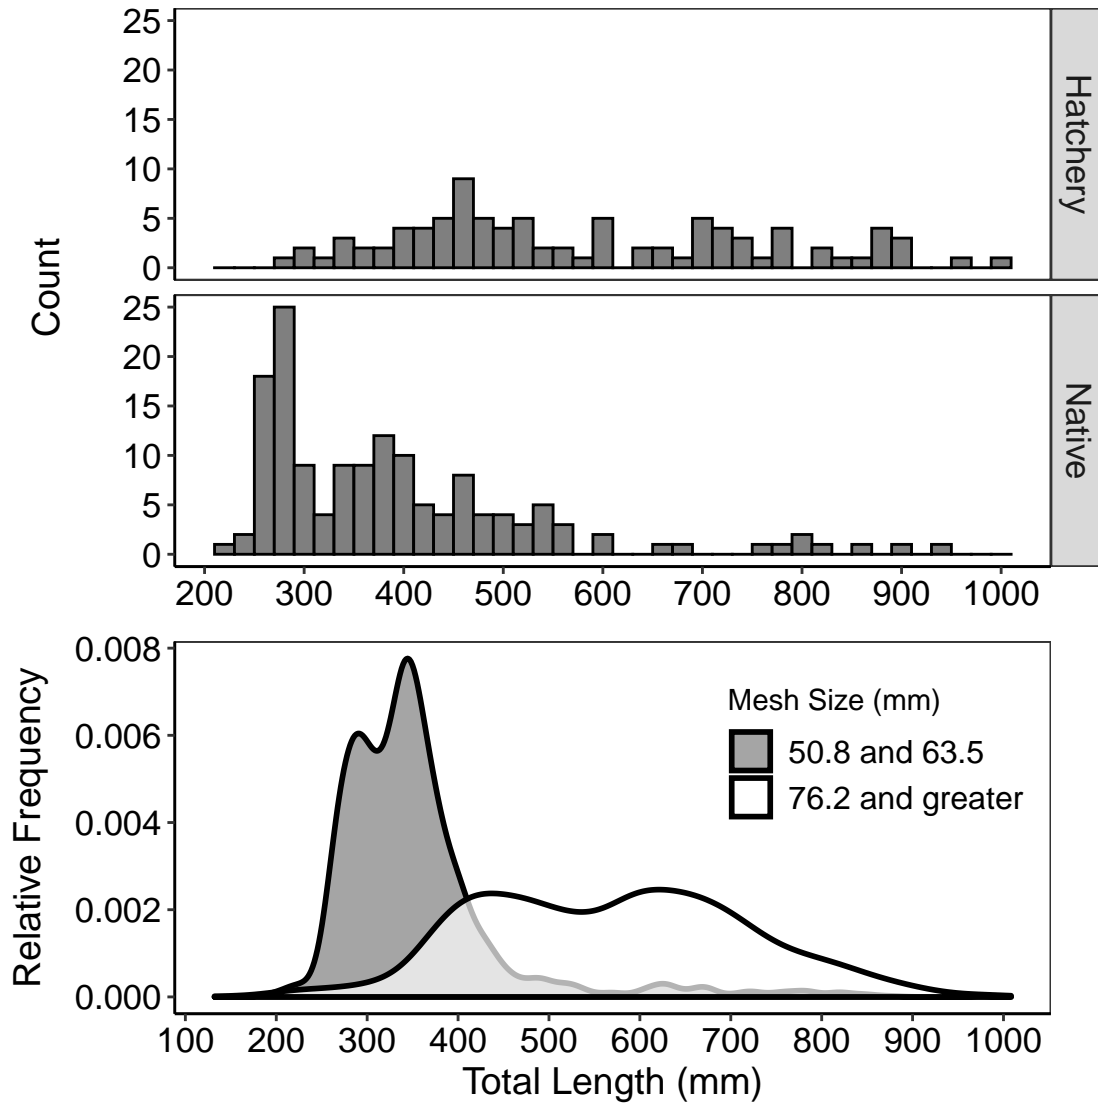 25
20
15
10
5
0
Hatchery
Count
25
20
15
10
5
0
Native
200 300 400 500 600 700 800 900 1000
0.008
0.006
0.004
0.002
0.000
Relative Frequency
Mesh Size (mm)
50.8 and 63.5
76.2 and greater
100 200 300 400 500 600 700 800 900 1000
Total Length (mm)